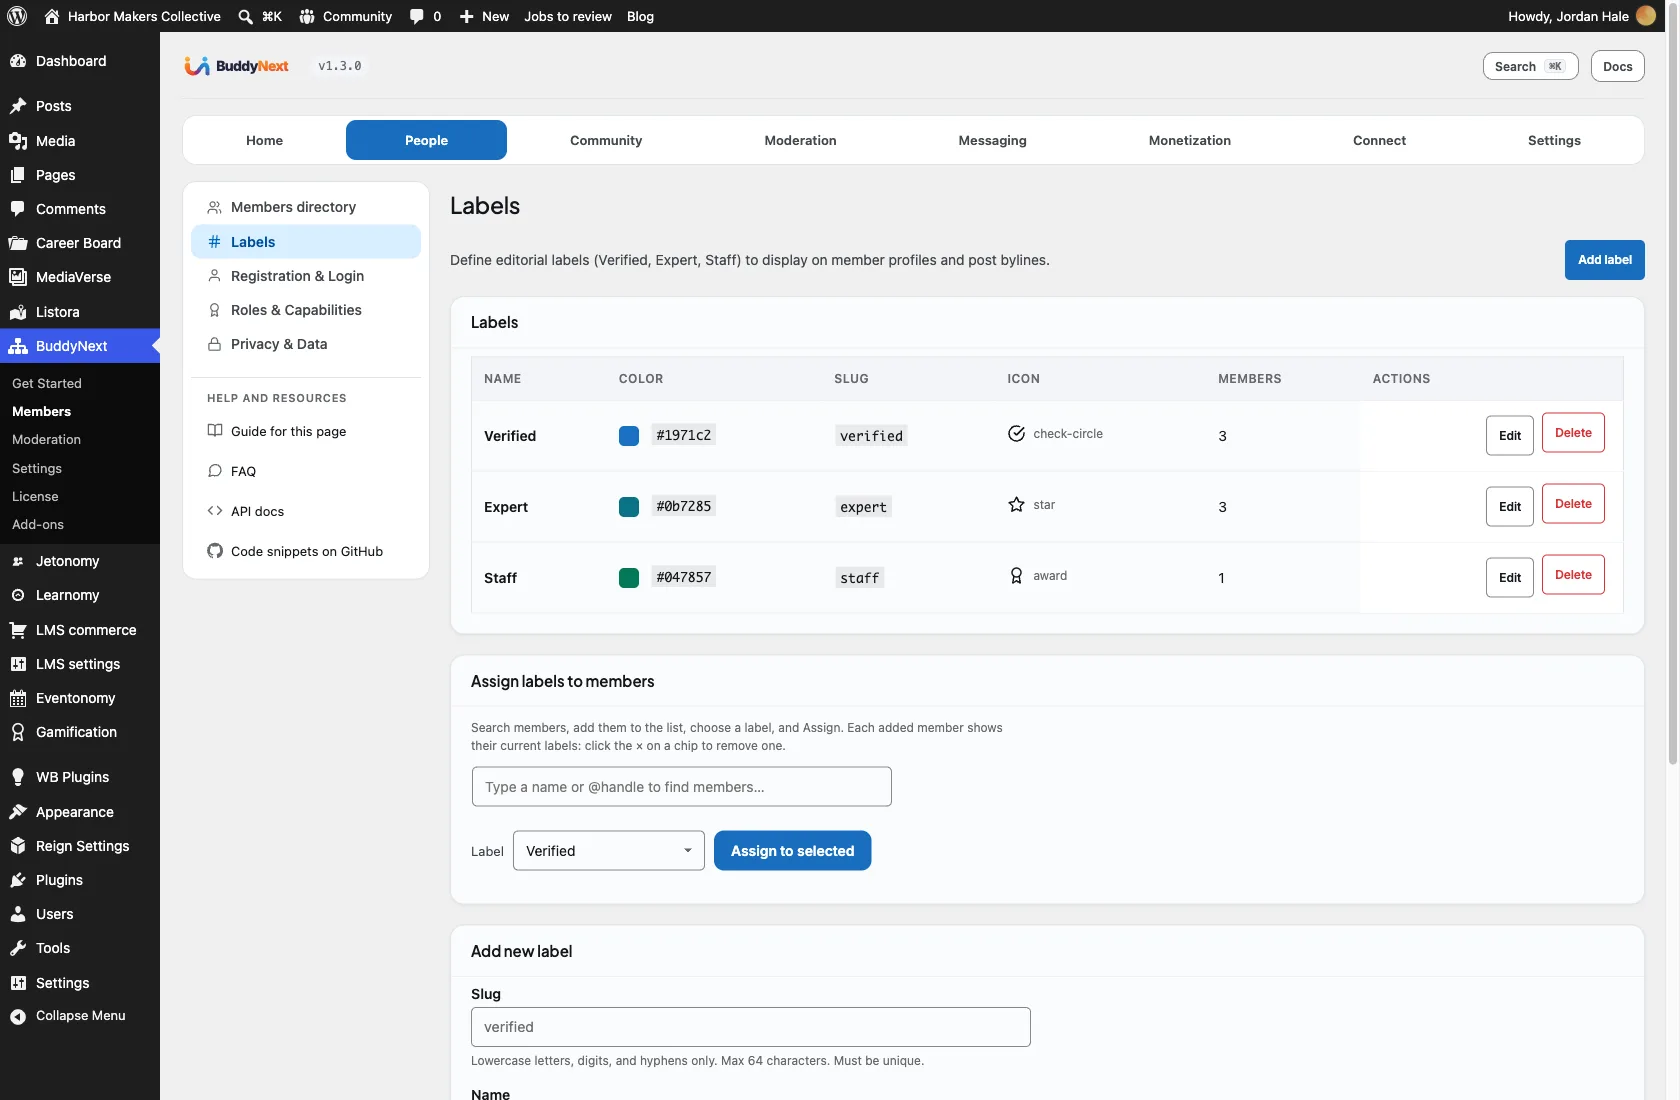 Harbor Makers Collective
⌘K
Community
0
New
Jobs to review
Blog
Howdy, Jordan Hale
Dashboard
Posts
Media
Pages
Comments
Career Board
MediaVerse
Listora
BuddyNext
Get Started
Members
Moderation
Settings
License
Add-ons
Jetonomy
Learnomy
LMS commerce
LMS settings
Eventonomy
Gamification
WB Plugins
Appearance
Reign Settings
Plugins
Users
Tools
Settings
Collapse Menu
BuddyNext
v1.3.0
Search ⌘K
Docs
Home
People
Community
Moderation
Messaging
Monetization
Connect
Settings
Members directory
Labels
Registration & Login
Roles & Capabilities
Privacy & Data
HELP AND RESOURCES
Guide for this page
FAQ
API docs
Code snippets on GitHub
Labels
Define editorial labels (Verified, Expert, Staff) to display on member profiles and post bylines.
Add label
Labels
NAME COLOR SLUG ICON MEMBERS ACTIONS
Verified #1971c2 verified check-circle 3 Edit Delete
Expert #0b7285 expert star 3 Edit Delete
Staff #047857 staff award 1 Edit Delete
Assign labels to members
Search members, add them to the list, choose a label, and Assign. Each added member shows
their current labels: click the × on a chip to remove one.
Type a name or @handle to find members...
Label Verified Assign to selected
Add new label
Slug
verified
Lowercase letters, digits, and hyphens only. Max 64 characters. Must be unique.
Name